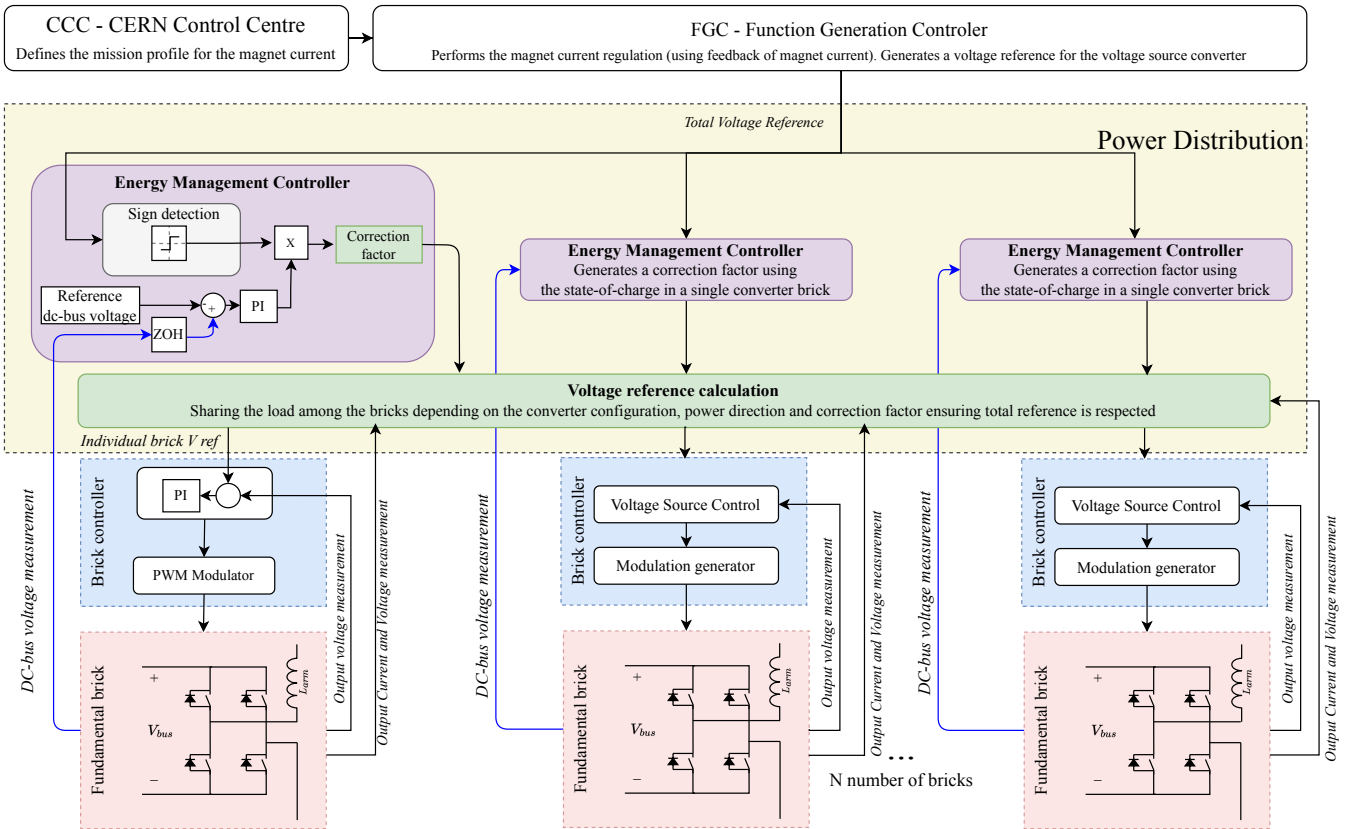 CCC - CERN Control Centre
Defines the mission profile for the magnet current
FGC - Function Generation Controler
Performs the magnet current regulation (using feedback of magnet current). Generates a voltage reference for the voltage source converter
Total Voltage Reference
Power Distribution
Energy Management Controller
Sign detection
X
Correction
factor
Reference
dc-bus voltage
-
+
PI
ZOH
Energy Management Controller
Generates a correction factor using
the state-of-charge in a single converter brick
Energy Management Controller
Generates a correction factor using
the state-of-charge in a single converter brick
Voltage reference calculation
Sharing the load among the bricks depending on the converter configuration, power direction and correction factor ensuring total reference is respected
Individual brick V ref
DC-bus voltage measurement
Brick controller
PI
PWM Modulator
Output voltage measurement
Output Current and Voltage measurement
Fundamental brick
+
V_bus
−
L_arm
DC-bus voltage measurement
Brick controller
Voltage Source Control
Modulation generator
Output voltage measurement
Output Current and Voltage measurement
Fundamental brick
+
V_bus
−
L_arm
...
N number of bricks
DC-bus voltage measurement
Brick controller
Voltage Source Control
Modulation generator
Output voltage measurement
Output Current and Voltage measurement
Fundamental brick
+
V_bus
−
L_arm